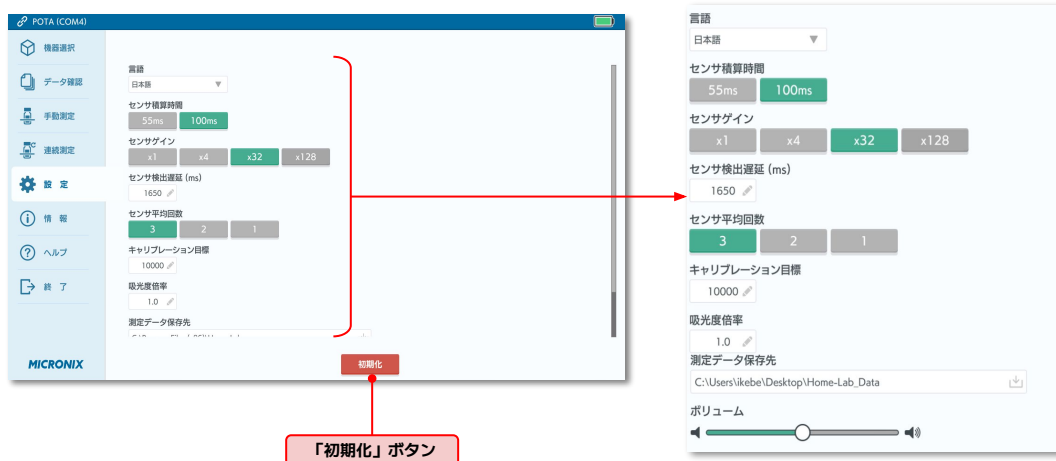 POTA (COM4)
機器選択
データ確認
手動測定
連続測定
設 定
情 報
ヘルプ
終 了
MICRONIX
言語
日本語
センサ積算時間
55ms 100ms
センサゲイン
x1 x4 x32 x128
センサ検出遅延 (ms)
1650
センサ平均回数
3 2 1
キャリブレーション目標
10000
吸光度倍率
1.0
測定データ保存先
初期化
「初期化」ボタン
言語
日本語
センサ積算時間
55ms 100ms
センサゲイン
x1 x4 x32 x128
センサ検出遅延 (ms)
1650
センサ平均回数
3 2 1
キャリブレーション目標
10000
吸光度倍率
1.0
測定データ保存先
C:\Users\ikebe\Desktop\Home-Lab_Data
ボリューム